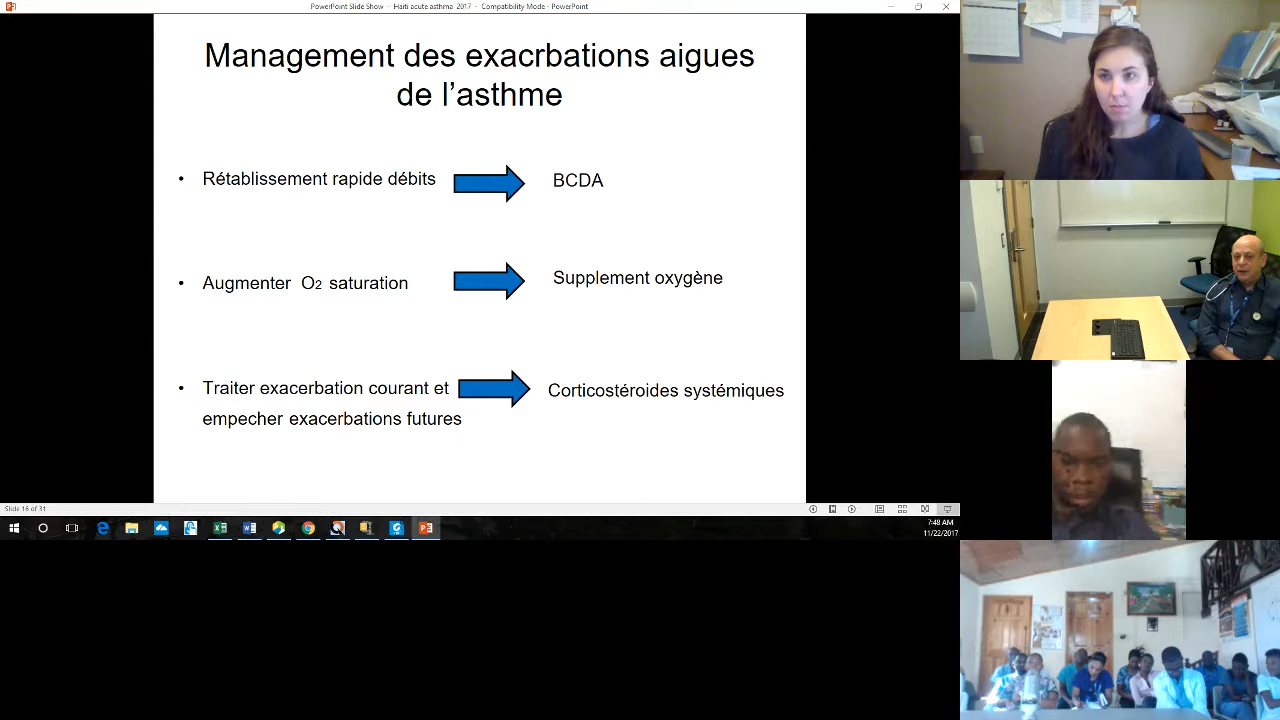 PowerPoint Slide Show - Haiti acute asthma 2017 - Compatibility Mode - PowerPoint
Management des exacrbations aigues
de l'asthme
• Rétablissement rapide débits
BCDA
• Augmenter O2 saturation
Supplement oxygène
• Traiter exacerbation courant et
empecher exacerbations futures
Corticostéroides systémiques
Slide 16 of 31
7:48 AM
11/22/2017